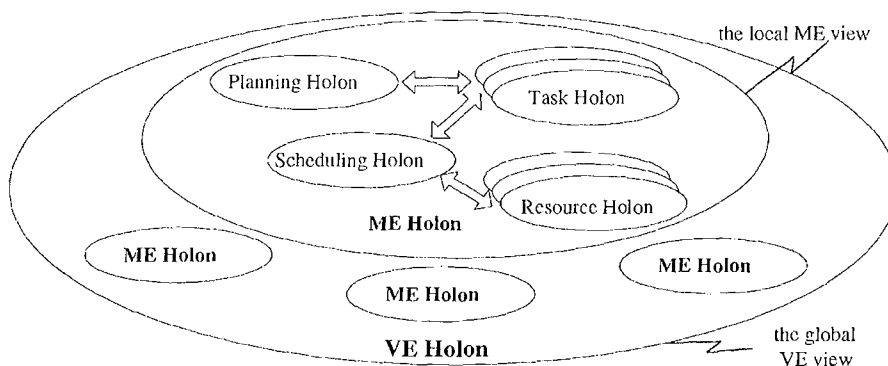 the local ME view
Planning Holon
Task Holon
Scheduling Holon
Resource Holon
ME Holon
ME Holon
ME Holon
ME Holon
the global
VE view
VE Holon